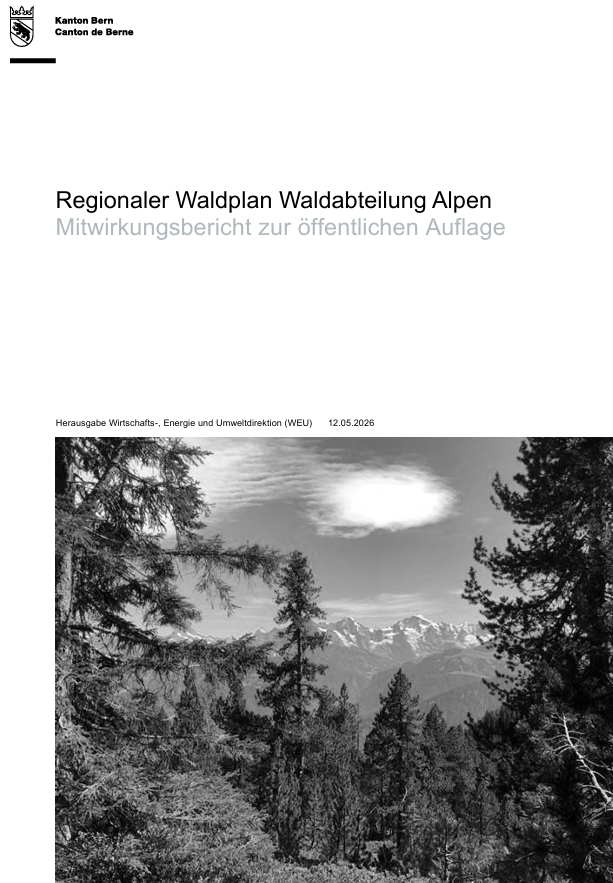 Kanton Bern
Canton de Berne
Regionaler Waldplan Waldabteilung Alpen
Mitwirkungsbericht zur öffentlichen Auflage
Herausgabe Wirtschafts-, Energie und Umweltdirektion (WEU) 12.05.2026